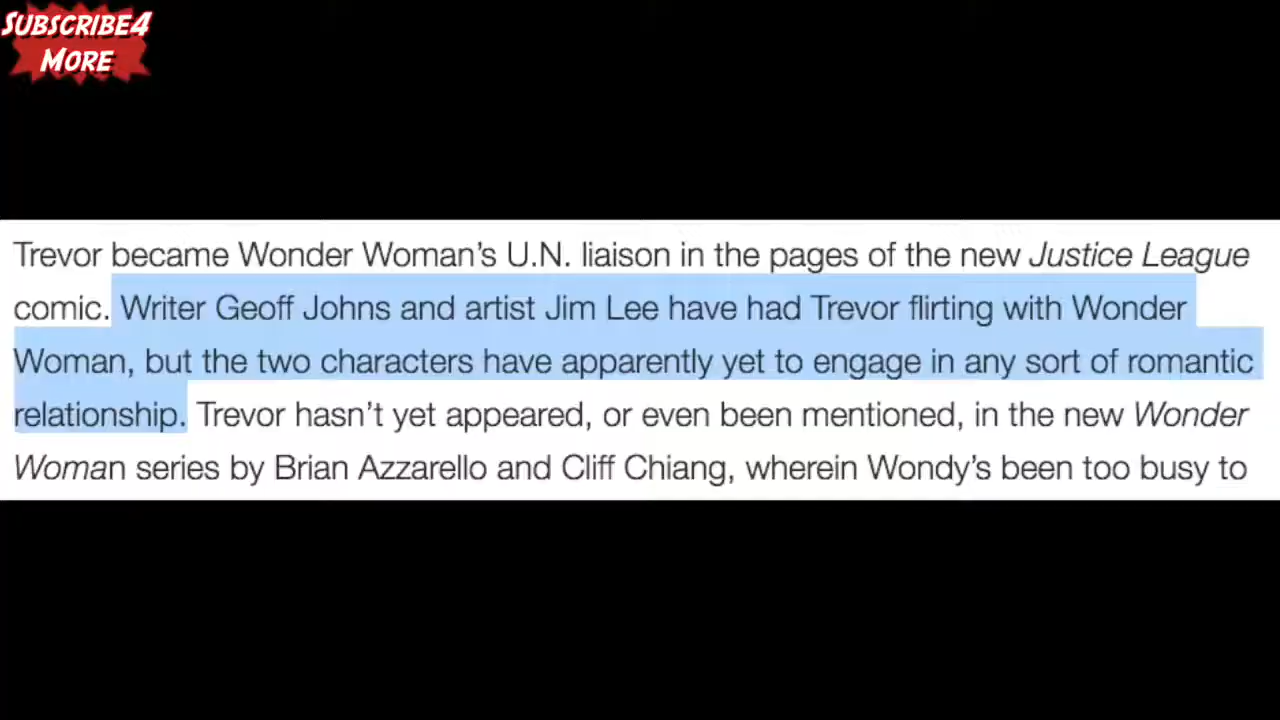 SUBSCRIBE4
MORE
Trevor became Wonder Woman’s U.N. liaison in the pages of the new Justice League
comic. Writer Geoff Johns and artist Jim Lee have had Trevor flirting with Wonder
Woman, but the two characters have apparently yet to engage in any sort of romantic
relationship. Trevor hasn’t yet appeared, or even been mentioned, in the new Wonder
Woman series by Brian Azzarello and Cliff Chiang, wherein Wondy’s been too busy to